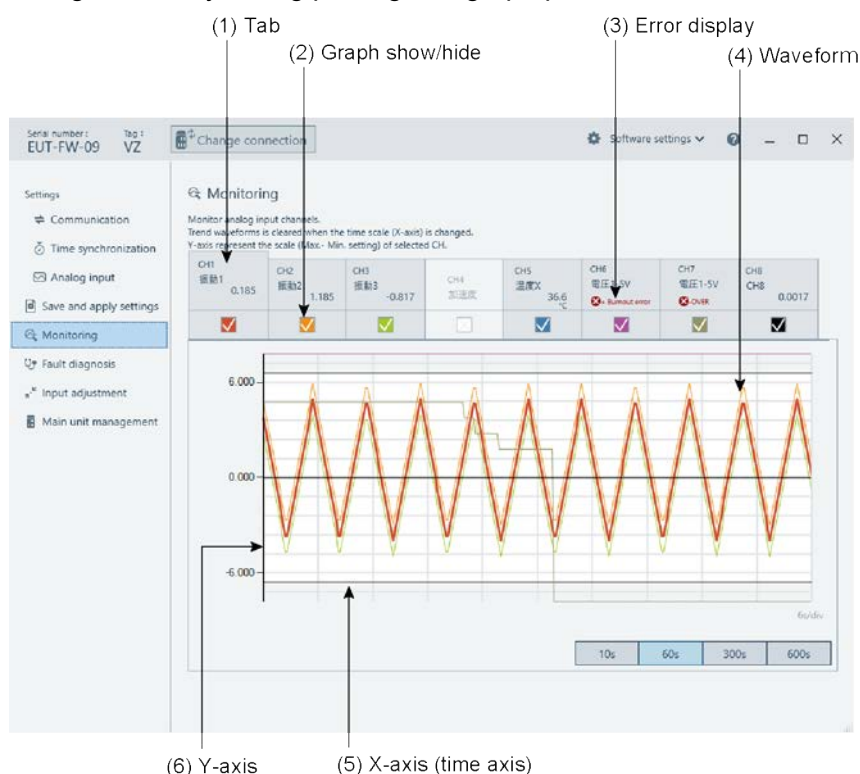 (1) Tab
(2) Graph show/hide
(3) Error display
(4) Waveform
Serial number :
EUT-FW-09
Tag :
VZ
Change connection
Software settings
Settings
Communication
Time synchronization
Analog input
Save and apply settings
Monitoring
Fault diagnosis
Input adjustment
Main unit management
Monitoring
Monitor analog input channels.
Trend waveforms is cleared when the time scale (X-axis) is changed.
Y-axis represent the scale (Max.- Min. setting) of selected CH.
CH1
振動1
0.185
CH2
振動2
1.185
CH3
振動3
-0.817
CH4
加速度
CH5
温度X
36.6
℃
CH6
電圧1-5V
+ Burnout error
CH7
電圧1-5V
-OVER
CH8
CH8
0.0017
6.000
0.000
-6.000
6s/div
10s
60s
300s
600s
(6) Y-axis
(5) X-axis (time axis)